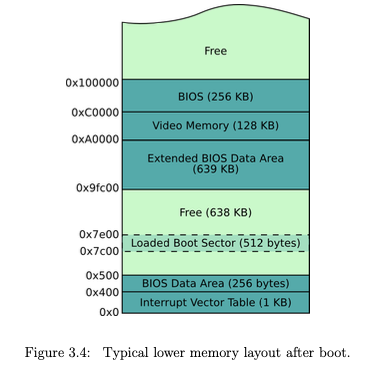 Free
0x100000
BIOS (256 KB)
0xC0000
Video Memory (128 KB)
0xA0000
Extended BIOS Data Area
(639 KB)
0x9fc00
Free (638 KB)
0x7e00
Loaded Boot Sector (512 bytes)
0x7c00
0x500
BIOS Data Area (256 bytes)
0x400
Interrupt Vector Table (1 KB)
0x0
Figure 3.4: Typical lower memory layout after boot.